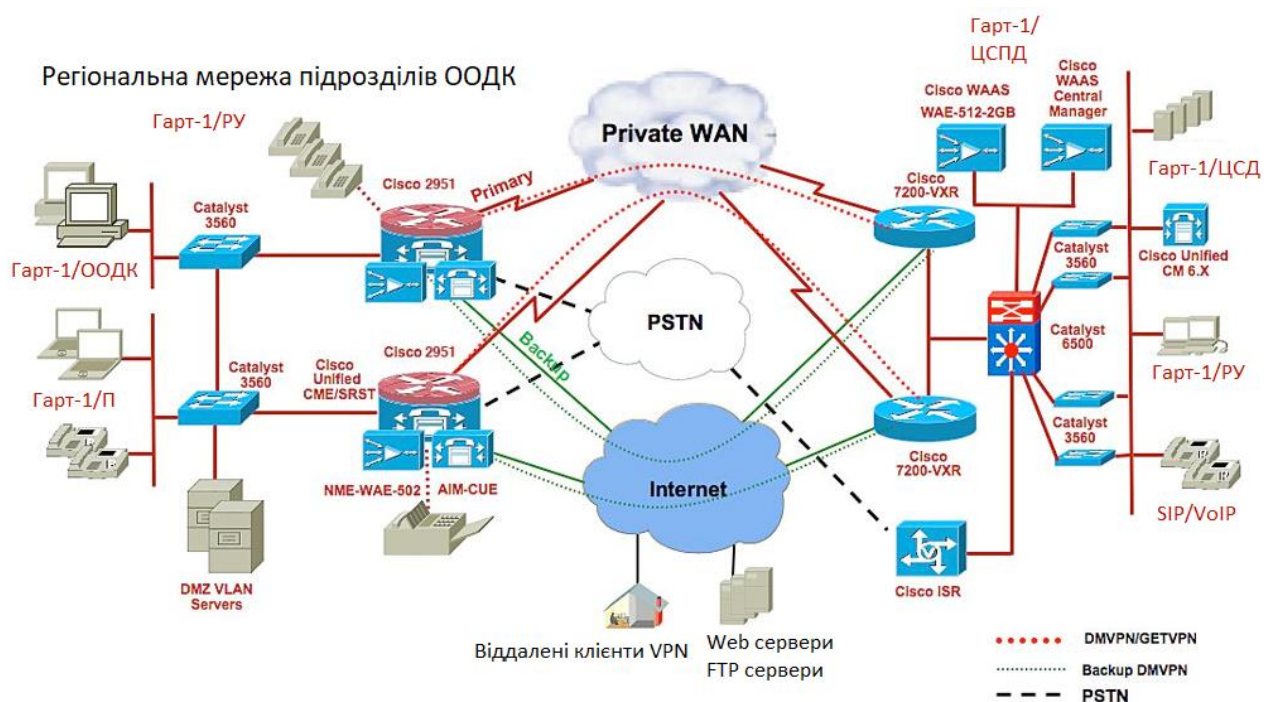 Гарт-1/
ЦСПД
Регіональна мережа підрозділів ООДК
Гарт-1/РУ
Private WAN
Cisco WAAS
WAE-512-2GB
Cisco
WAAS
Central
Manager
Гарт-1/ЦСД
Cisco 2951
Primary
Cisco
7200-VXR
Catalyst
3560
Гарт-1/ООДК
Catalyst
3560
Cisco Unified
CM 6.X
PSTN
Catalyst
6500
Backup
Cisco 2951
Cisco
Unified
CME/SRST
Catalyst
3560
Гарт-1/П
Гарт-1/РУ
Catalyst
3560
Cisco
7200-VXR
NME-WAE-502
AIM-CUE
Internet
SIP/VoIP
DMZ VLAN
Servers
Cisco ISR
Віддалені клієнти VPN
Web сервери
FTP сервери
DMVPN/GETVPN
Backup DMVPN
PSTN